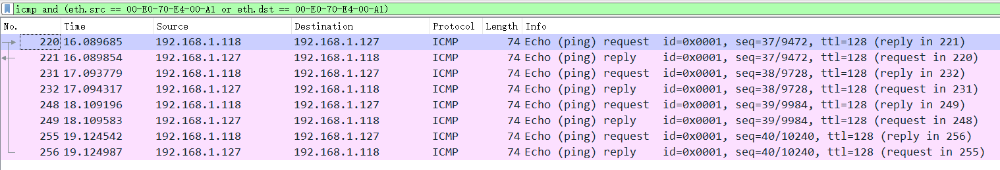 icmp and (eth.src == 00-E0-70-E4-00-A1 or eth.dst == 00-E0-70-E4-00-A1)
No. Time Source Destination Protocol Length Info
220 16.089685 192.168.1.118 192.168.1.127 ICMP 74 Echo (ping) request id=0x0001, seq=37/9472, ttl=128 (reply in 221)
221 16.089854 192.168.1.127 192.168.1.118 ICMP 74 Echo (ping) reply id=0x0001, seq=37/9472, ttl=128 (request in 220)
231 17.093779 192.168.1.118 192.168.1.127 ICMP 74 Echo (ping) request id=0x0001, seq=38/9728, ttl=128 (reply in 232)
232 17.094317 192.168.1.127 192.168.1.118 ICMP 74 Echo (ping) reply id=0x0001, seq=38/9728, ttl=128 (request in 231)
248 18.109196 192.168.1.118 192.168.1.127 ICMP 74 Echo (ping) request id=0x0001, seq=39/9984, ttl=128 (reply in 249)
249 18.109583 192.168.1.127 192.168.1.118 ICMP 74 Echo (ping) reply id=0x0001, seq=39/9984, ttl=128 (request in 248)
255 19.124542 192.168.1.118 192.168.1.127 ICMP 74 Echo (ping) request id=0x0001, seq=40/10240, ttl=128 (reply in 256)
256 19.124987 192.168.1.127 192.168.1.118 ICMP 74 Echo (ping) reply id=0x0001, seq=40/10240, ttl=128 (request in 255)